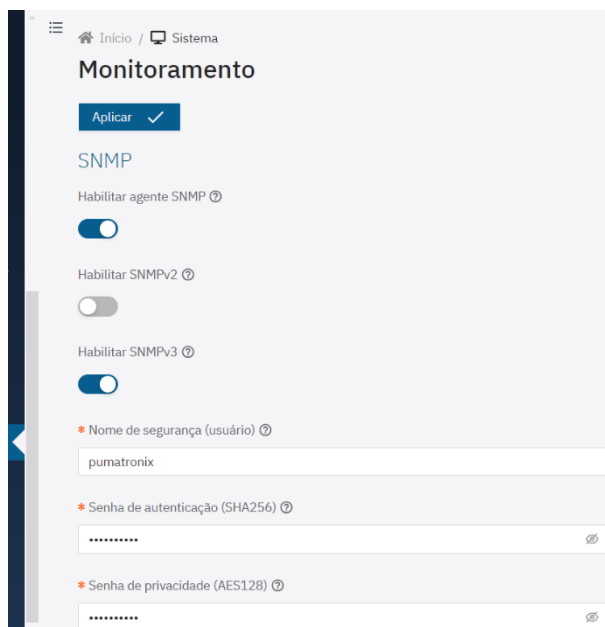 Início / Sistema
Monitoramento
Aplicar
SNMP
Habilitar agente SNMP
Habilitar SNMPv2
Habilitar SNMPv3
* Nome de segurança (usuário)
pumatronix
* Senha de autenticação (SHA256)
••••••••••
* Senha de privacidade (AES128)
••••••••••